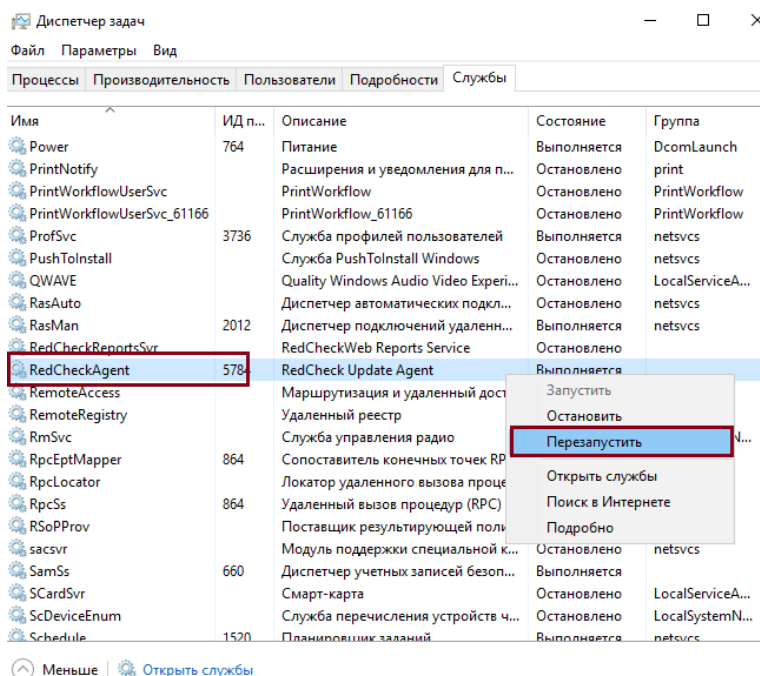 Диспетчер задач
Файл Параметры Вид
Процессы Производительность Пользователи Подробности Службы
Имя ИД п... Описание Состояние Группа
Power 764 Питание Выполняется DcomLaunch
PrintNotify Расширения и уведомления для п... Остановлено print
PrintWorkflowUserSvc PrintWorkflow Остановлено PrintWorkflow
PrintWorkflowUserSvc_61166 PrintWorkflow_61166 Остановлено PrintWorkflow
ProfSvc 3736 Служба профилей пользователей Выполняется netsvcs
PushToInstall Служба PushToInstall Windows Остановлено netsvcs
QWAVE Quality Windows Audio Video Experi... Остановлено LocalServiceA...
RasAuto Диспетчер автоматических подкл... Остановлено netsvcs
RasMan 2012 Диспетчер подключений удаленн... Выполняется netsvcs
RedCheckReportsSvr RedCheckWeb Reports Service Остановлено
RedCheckAgent 5784 RedCheck Update Agent Выполняется
RemoteAccess Маршрутизация и удаленный дост
Запустить
RemoteRegistry Удаленный реестр
Остановить
RmSvc Служба управления радио
Перезапустить
RpcEptMapper 864 Сопоставитель конечных точек RP
Открыть службы
RpcLocator Локатор удаленного вызова проце
Поиск в Интернете
RpcSs 864 Удаленный вызов процедур (RPC)
Подробно
RSoPProv Поставщик результирующей поли
sacsvr Модуль поддержки специальной к... Остановлено netsvcs
SamSs 660 Диспетчер учетных записей безоп... Выполняется
SCardSvr Смарт-карта Остановлено LocalServiceA...
ScDeviceEnum Служба перечисления устройств ч... Остановлено LocalSystemN...
Schedule 1520 Планировщик заданий Выполняется netsvcs
Меньше Открыть службы